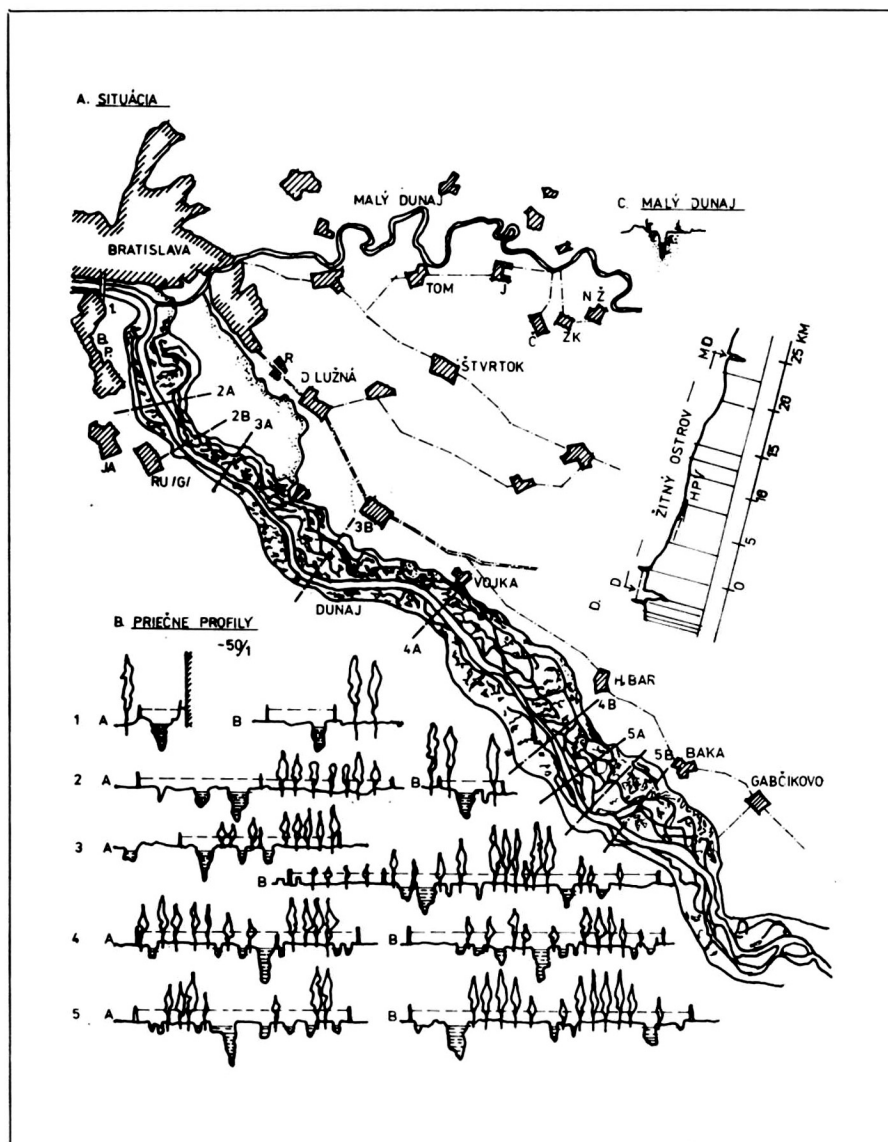 A. SITUÁCIA
MALÝ DUNAJ
C. MALÝ DUNAJ
BRATISLAVA
TOM
J
N Ž
Č
ŽK
1
B.
P.
R
D. LUŽNÁ
ŠTVRTOK
2A
2B
3A
JA
RU /G/
3B
VOJKA
DUNAJ
4A
H. BAR
4B
5A
5B
BAKA
GABČIKOVO
MD
25 KM
20
15
10
5
0
ŽITNÝ OSTROV
HPV
D
D.
B. PRIEČNE PROFILY
-50/1
1 A
B
2 A
B
3 A
B
4 A
B
5 A
B